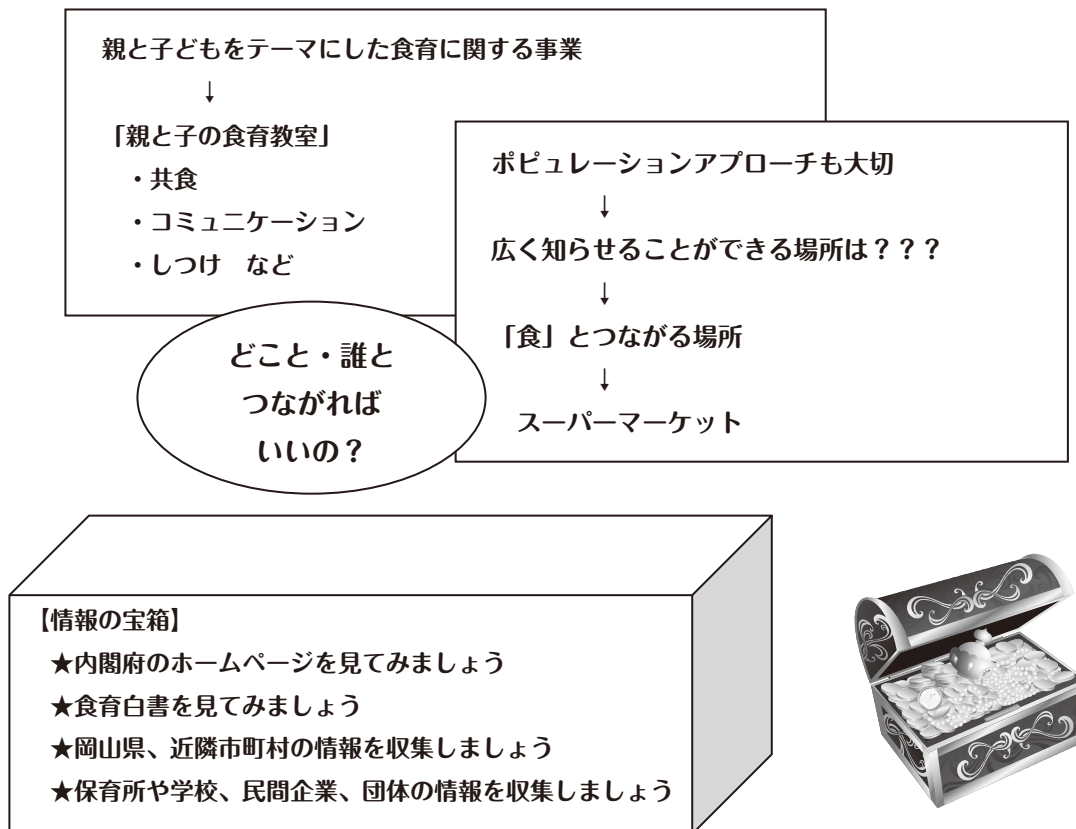 親と子どもをテーマにした食育に関する事業
↓
「親と子の食育教室」
・共食
・コミュニケーション
・しつけ　など
ポピュレーションアプローチも大切
↓
広く知らせることができる場所は？？？
↓
「食」とつながる場所
↓
スーパーマーケット
どこと・誰と
つながれば
いいの？
【情報の宝箱】
★内閣府のホームページを見てみましょう
★食育白書を見てみましょう
★岡山県、近隣市町村の情報を収集しましょう
★保育所や学校、民間企業、団体の情報を収集しましょう